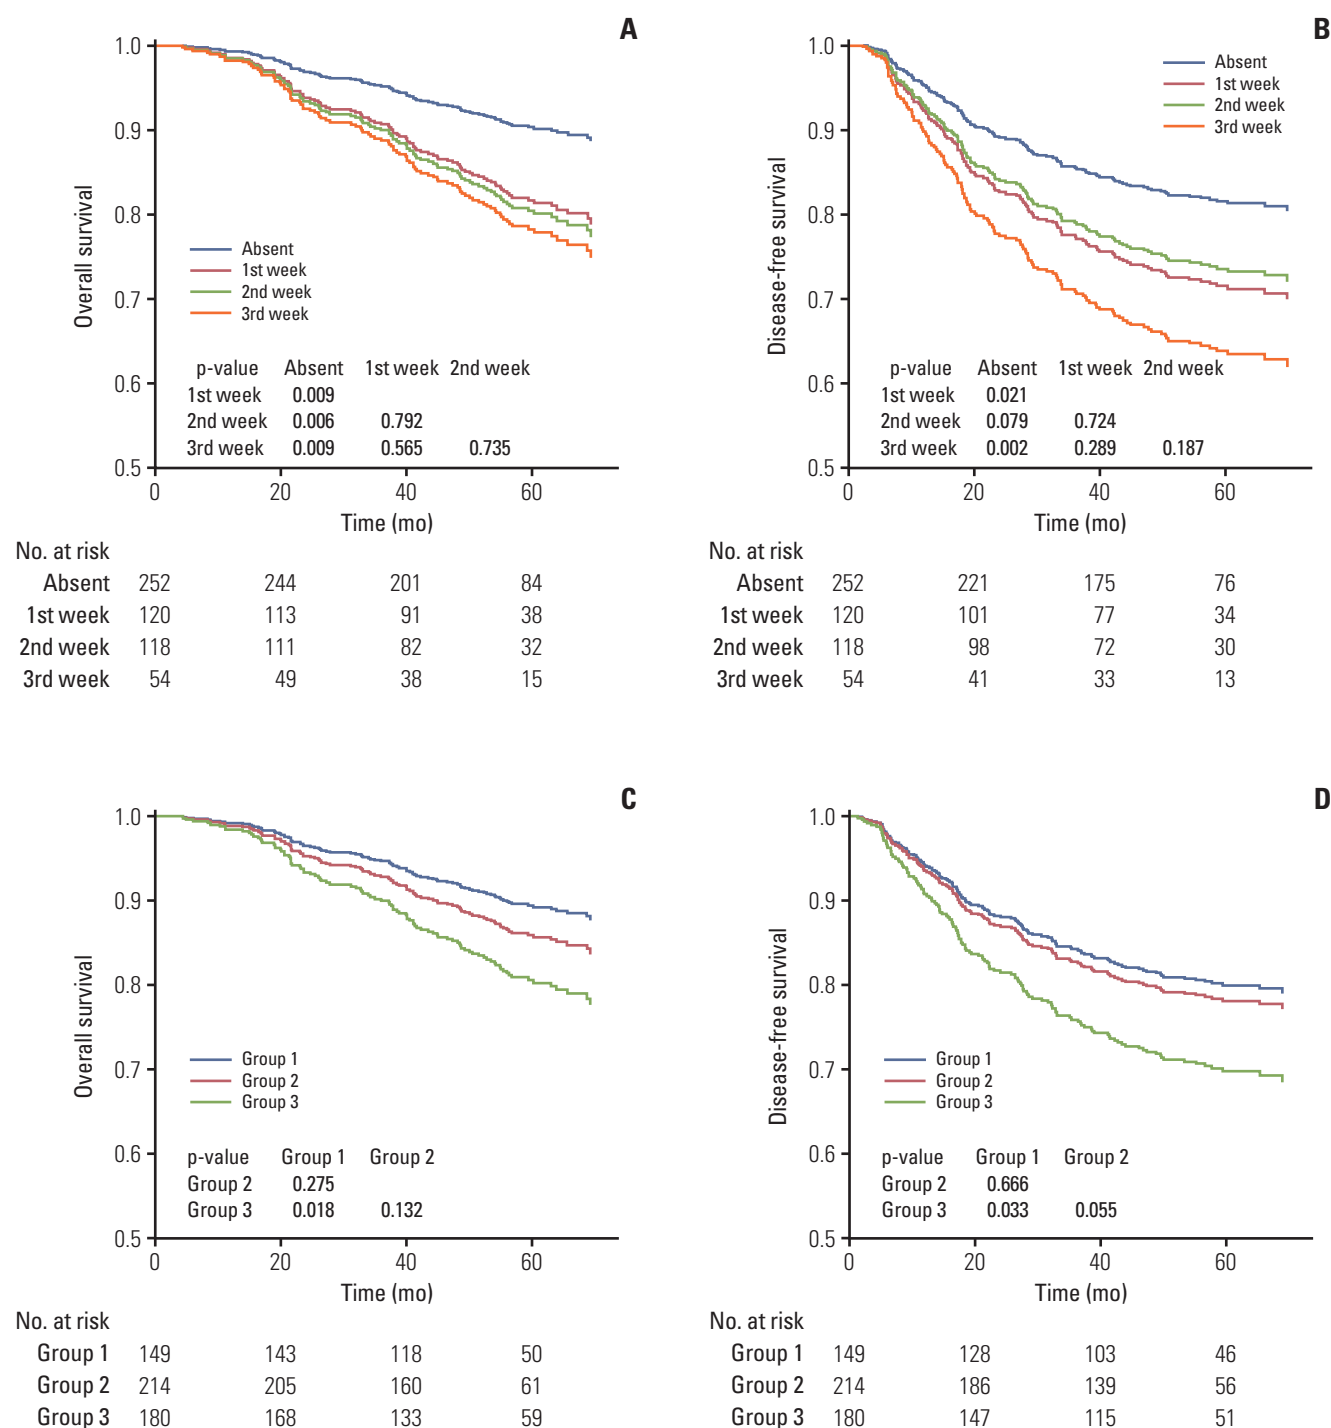 A
1.0
0.9
0.8
0.7
0.6
0.5
Overall survival
Absent
1st week
2nd week
3rd week
p-value Absent 1st week 2nd week
1st week 0.009
2nd week 0.006 0.792
3rd week 0.009 0.565 0.735
0 20 40 60
Time (mo)
No. at risk
Absent 252 244 201 84
1st week 120 113 91 38
2nd week 118 111 82 32
3rd week 54 49 38 15
B
1.0
0.9
0.8
0.7
0.6
0.5
Disease-free survival
Absent
1st week
2nd week
3rd week
p-value Absent 1st week 2nd week
1st week 0.021
2nd week 0.079 0.724
3rd week 0.002 0.289 0.187
0 20 40 60
Time (mo)
No. at risk
Absent 252 221 175 76
1st week 120 101 77 34
2nd week 118 98 72 30
3rd week 54 41 33 13
C
1.0
0.9
0.8
0.7
0.6
0.5
Overall survival
Group 1
Group 2
Group 3
p-value Group 1 Group 2
Group 2 0.275
Group 3 0.018 0.132
0 20 40 60
Time (mo)
No. at risk
Group 1 149 143 118 50
Group 2 214 205 160 61
Group 3 180 168 133 59
D
1.0
0.9
0.8
0.7
0.6
0.5
Disease-free survival
Group 1
Group 2
Group 3
p-value Group 1 Group 2
Group 2 0.666
Group 3 0.033 0.055
0 20 40 60
Time (mo)
No. at risk
Group 1 149 128 103 46
Group 2 214 186 139 56
Group 3 180 147 115 51